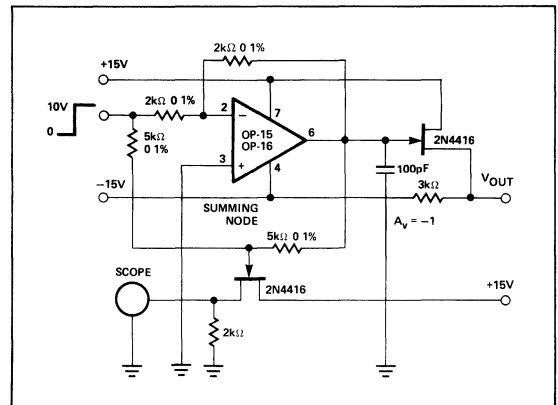 2kΩ 0 1%
+15V
10V
0
2kΩ 0 1%
5kΩ
0 1%
2
7
−
OP-15
OP-16
6
3
+
4
2N4416
100pF
3kΩ
VOUT
−15V
SUMMING
NODE
AV = −1
5kΩ 0 1%
SCOPE
2N4416
+15V
2kΩ